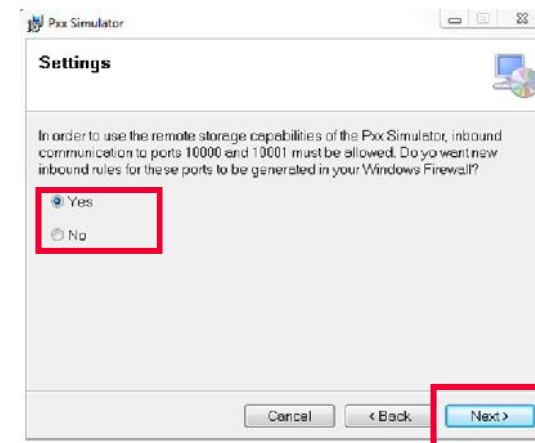 Pxx Simulator
Settings
In order to use the remote storage capabilities of the Pxx Simulator, inbound
communication to ports 10000 and 10001 must be allowed. Do yo want new
inbound rules for these ports to be generated in your Windows Firewall?
Yes
No
Cancel
< Back
Next >